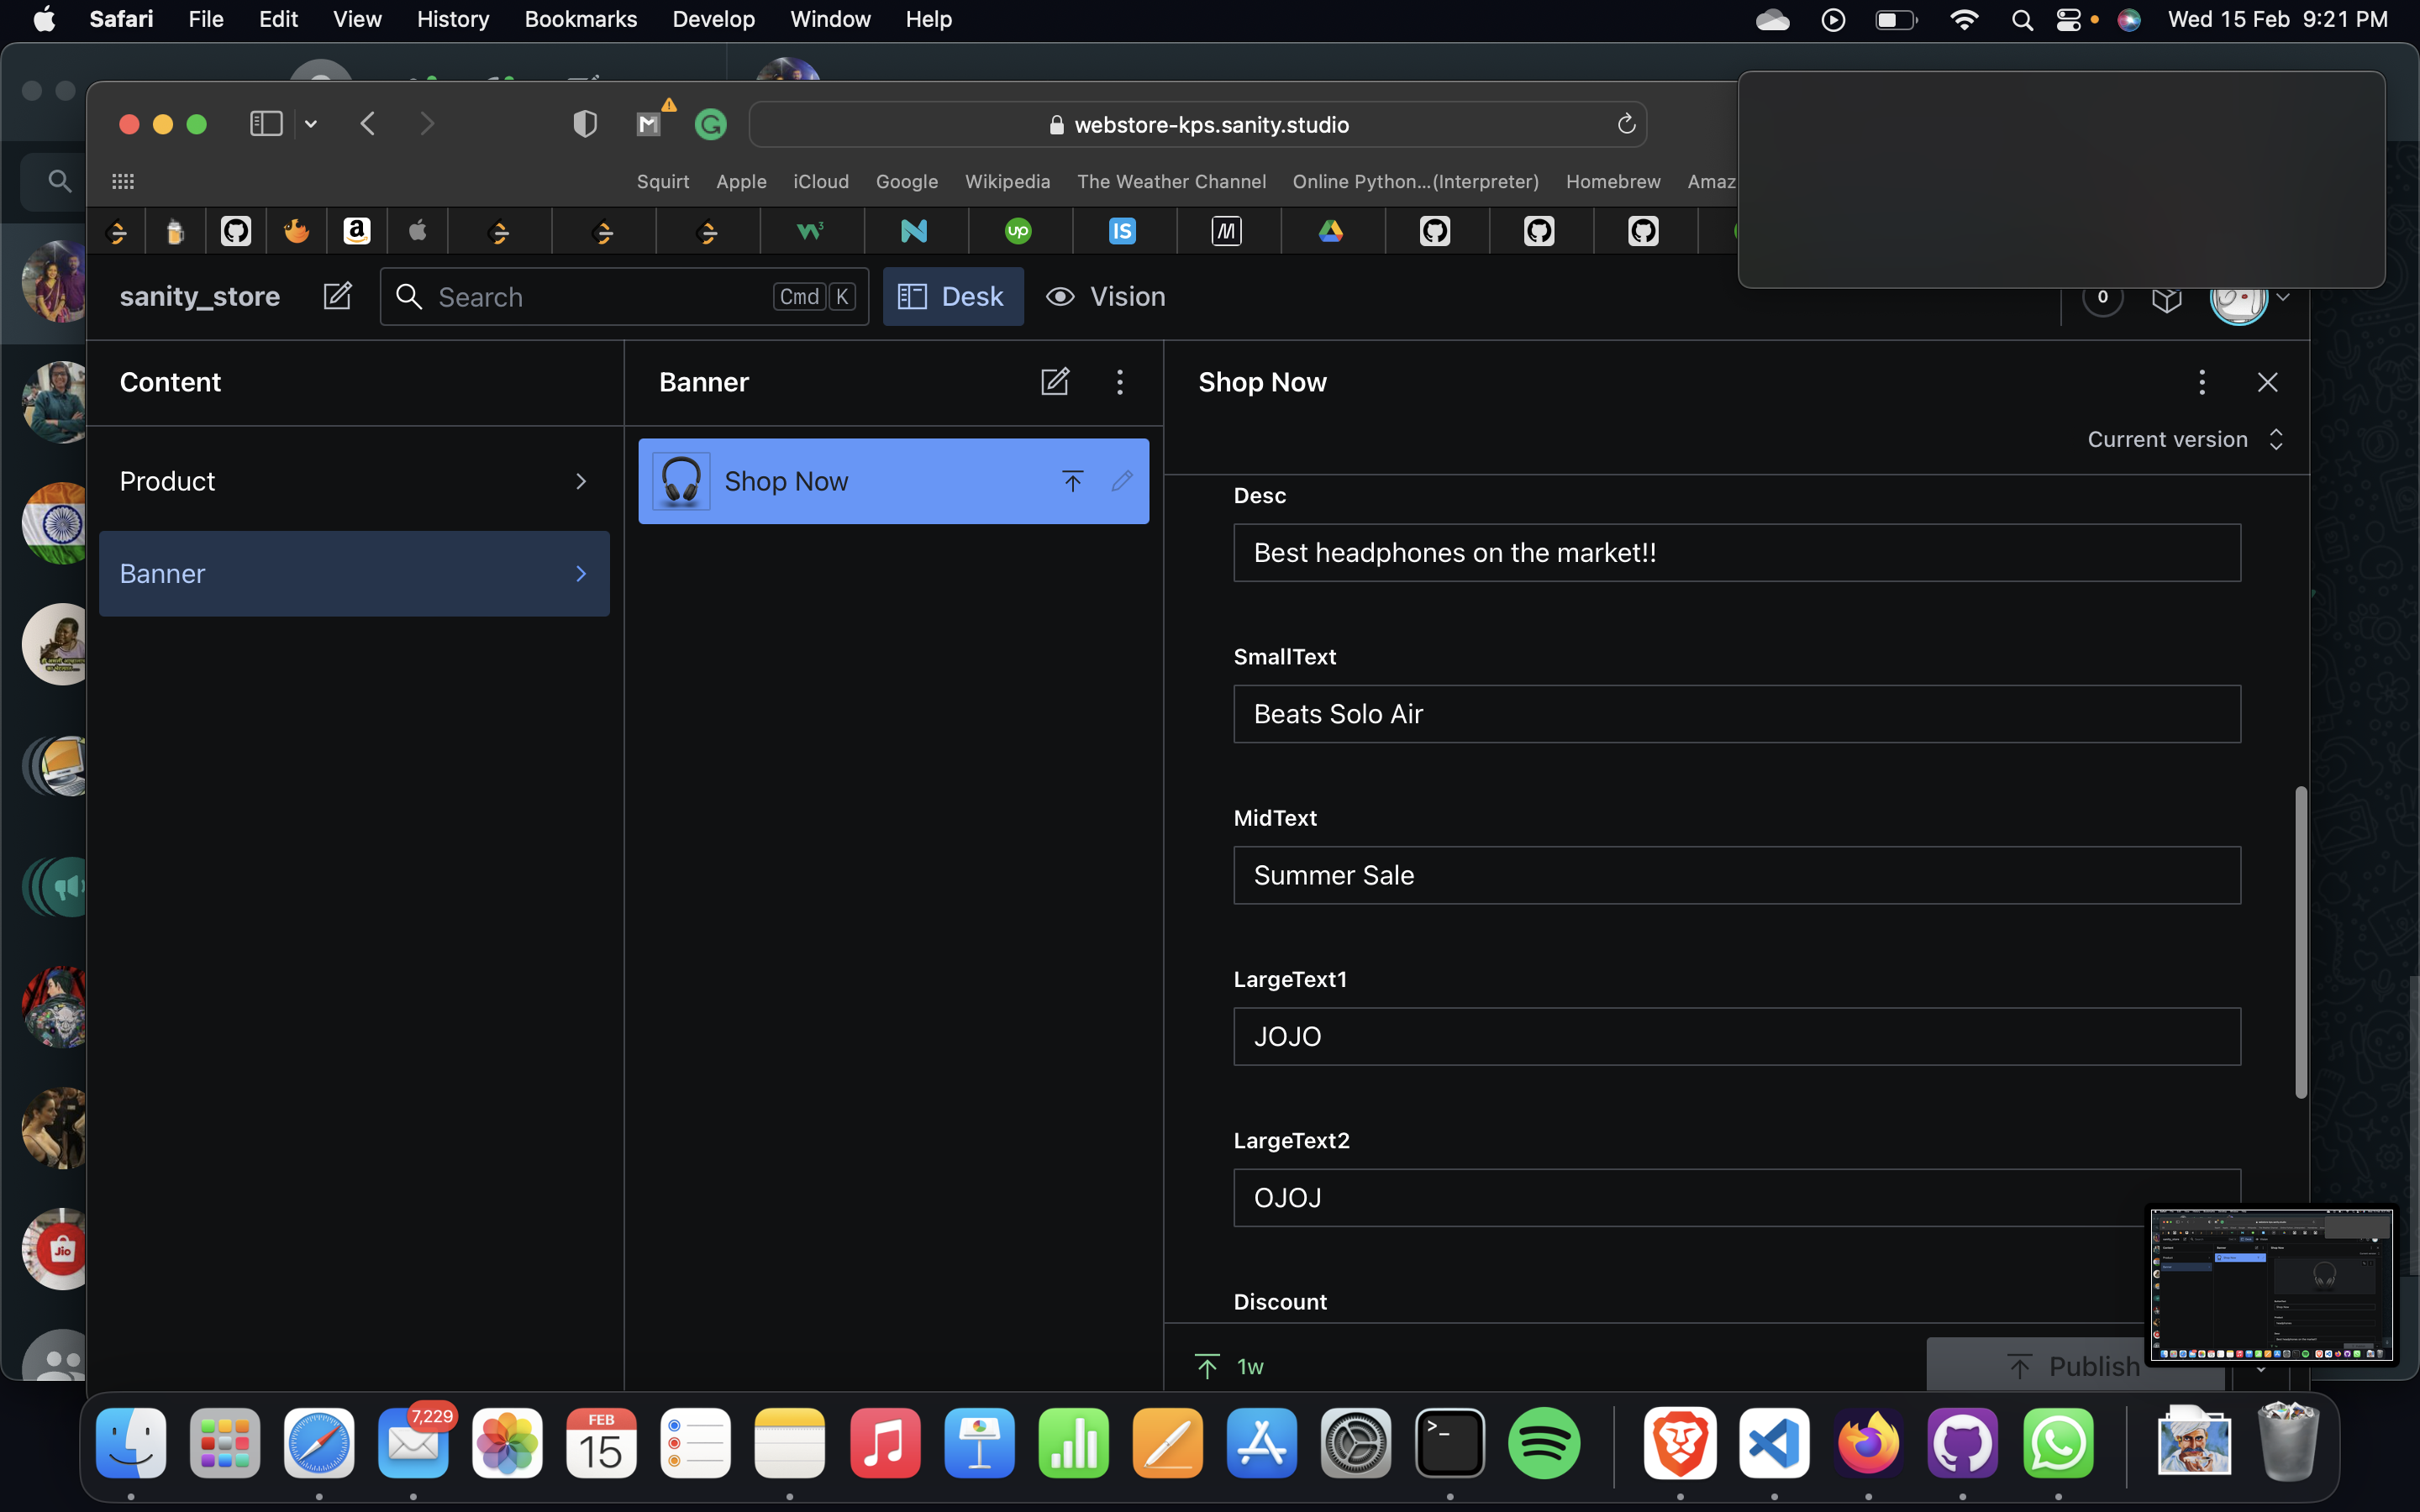 Safari File Edit View History Bookmarks Develop Window Help Wed 15 Feb 9:21 PM
webstore-kps.sanity.studio
Squirt Apple iCloud Google Wikipedia The Weather Channel Online Python...(Interpreter) Homebrew Amaz
sanity_store Search Cmd K Desk Vision 0
Content Banner Shop Now
Current version
Product Shop Now
Banner
Desc
Best headphones on the market!!
SmallText
Beats Solo Air
MidText
Summer Sale
LargeText1
JOJO
LargeText2
OJOJ
Discount
1w Publish
7,229
FEB
15